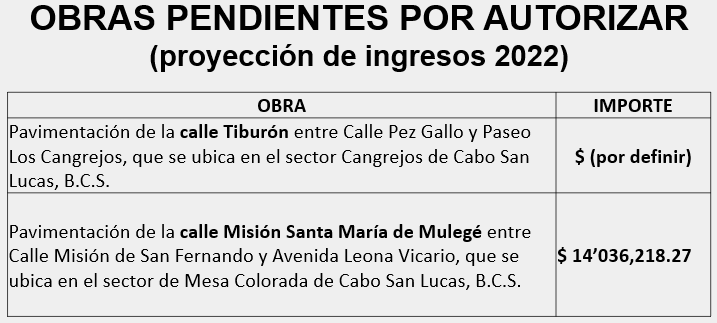 OBRAS PENDIENTES POR AUTORIZAR
(proyección de ingresos 2022)
OBRA IMPORTE
Pavimentación de la calle Tiburón entre Calle Pez Gallo y Paseo
Los Cangrejos, que se ubica en el sector Cangrejos de Cabo San
Lucas, B.C.S.
$ (por definir)
Pavimentación de la calle Misión Santa María de Mulegé entre
Calle Misión de San Fernando y Avenida Leona Vicario, que se
ubica en el sector de Mesa Colorada de Cabo San Lucas, B.C.S.
$ 14’036,218.27